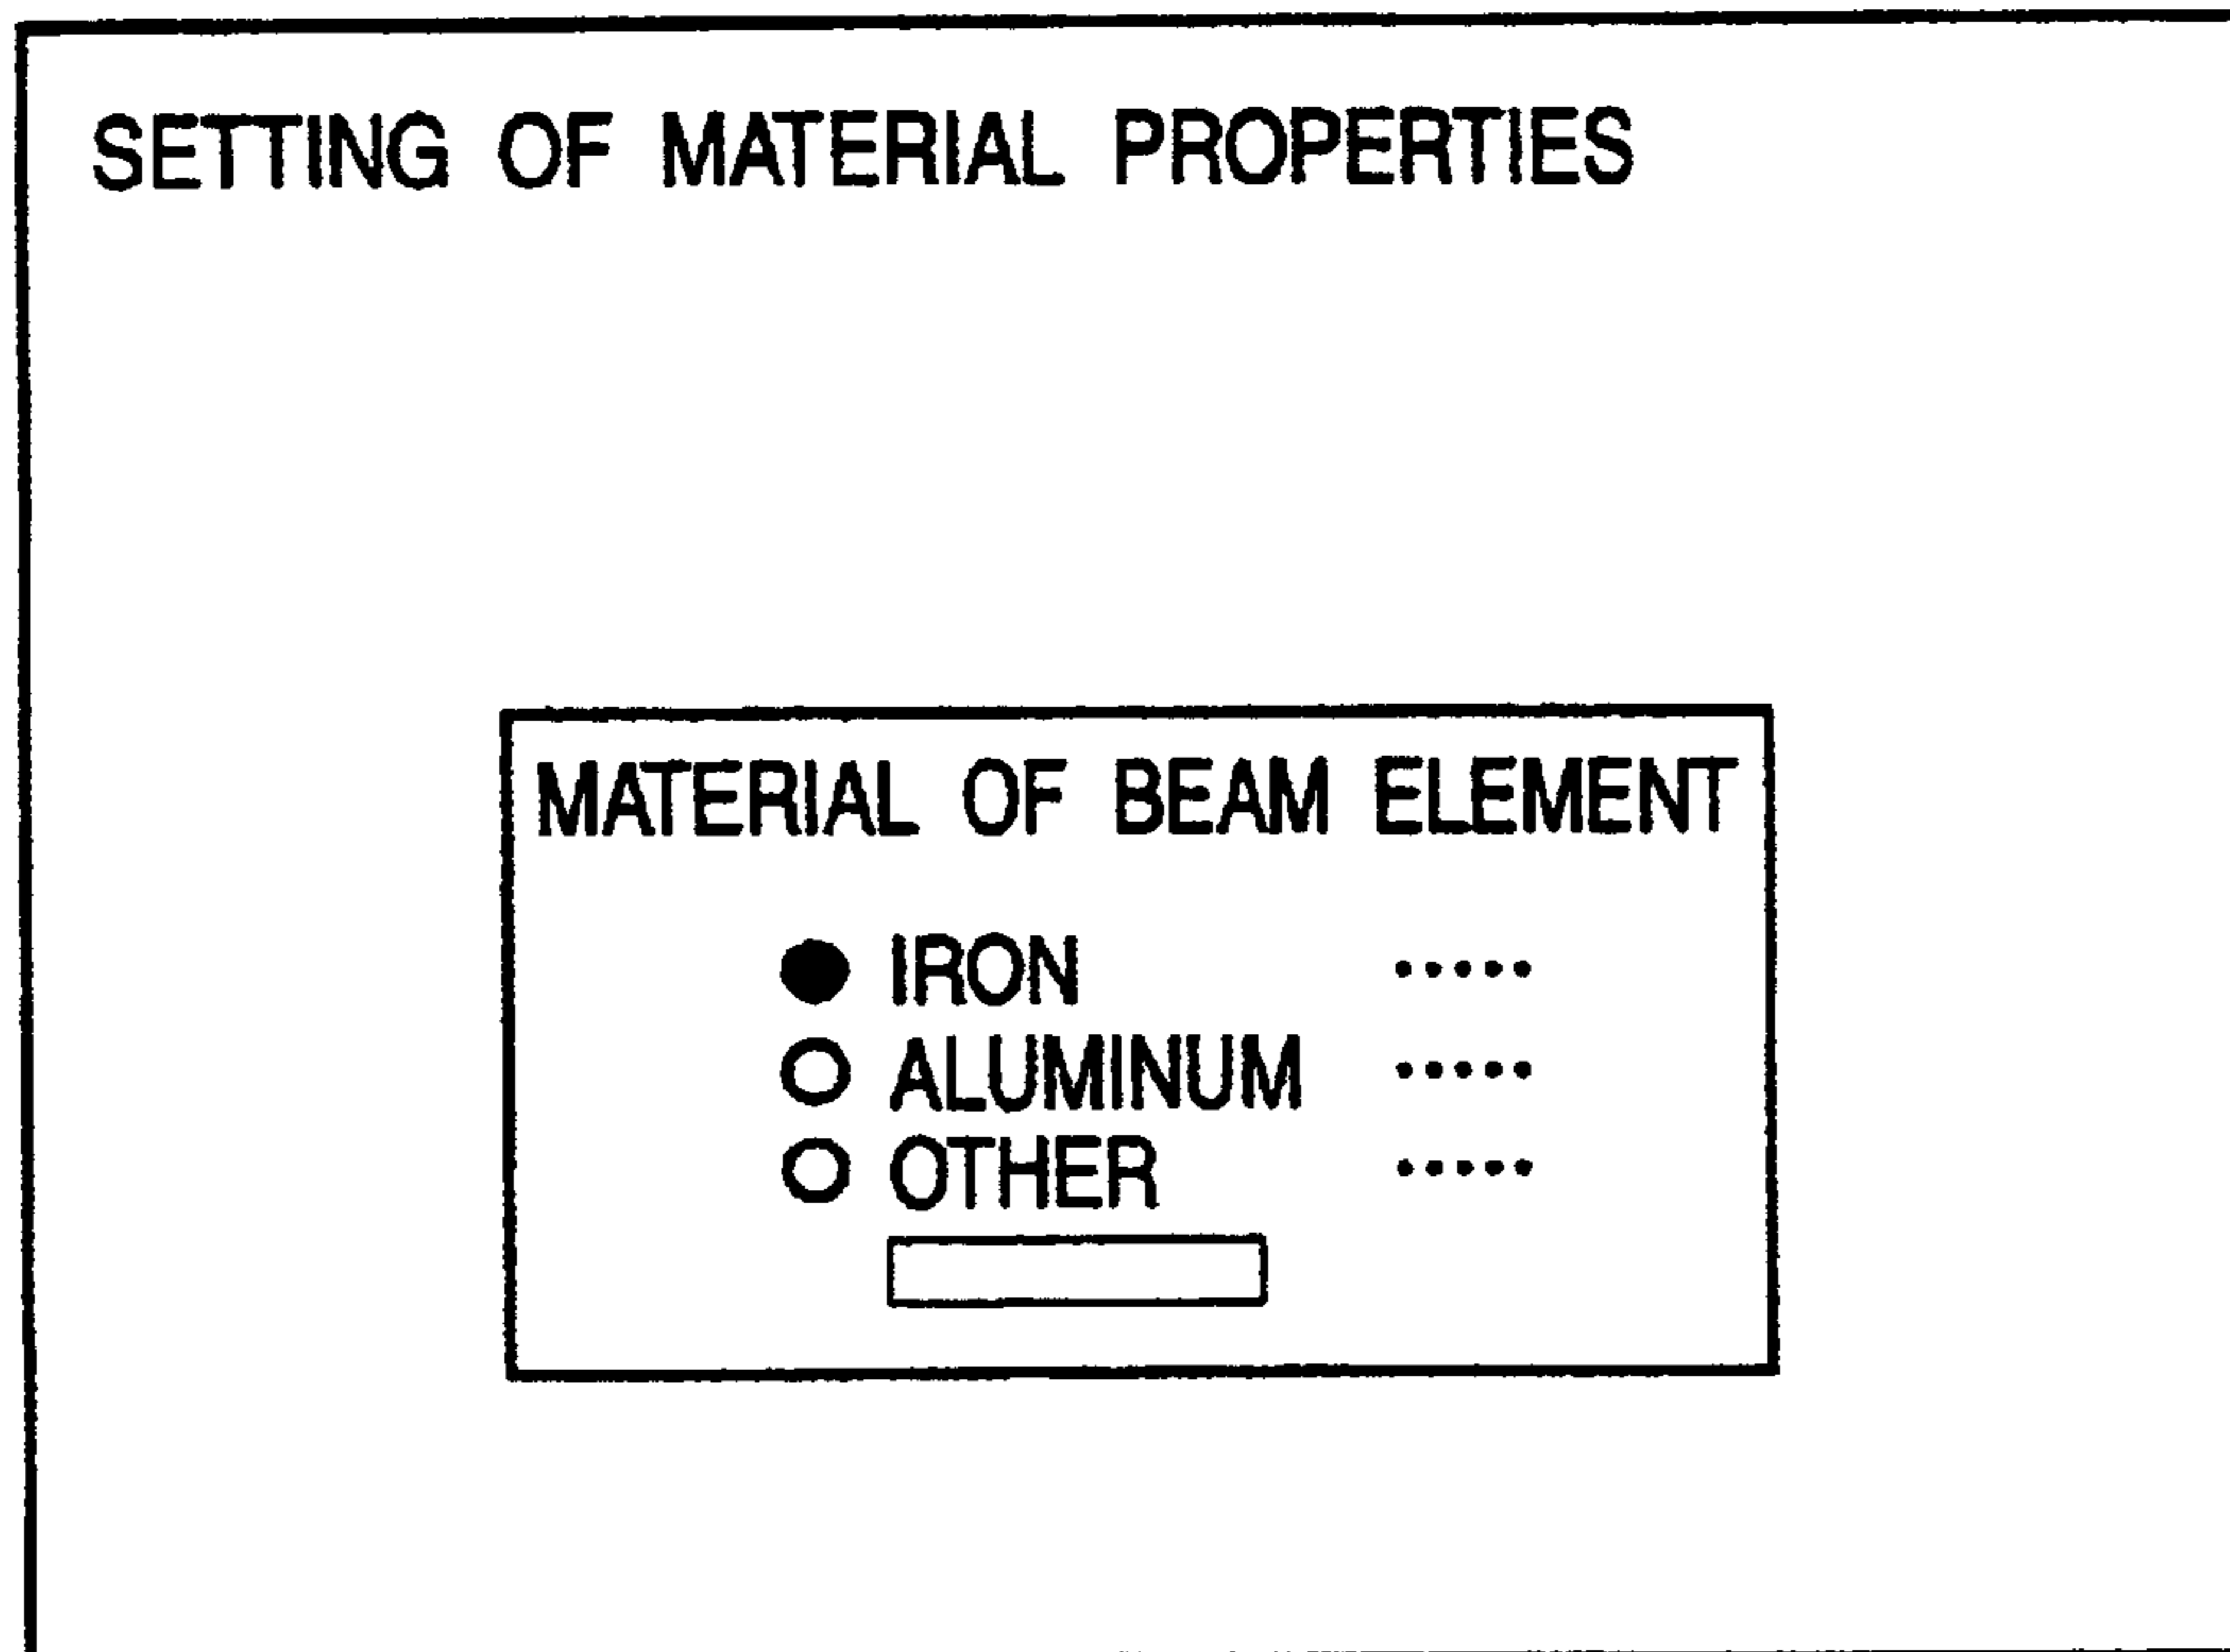 SETTING OF MATERIAL PROPERTIES
MATERIAL OF BEAM ELEMENT
IRON .....
ALUMINUM .....
OTHER .....